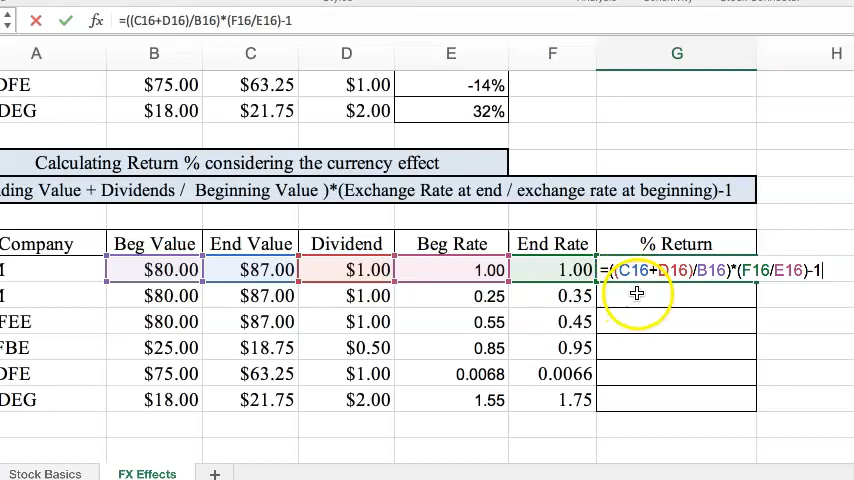 fx =((C16+D16)/B16)*(F16/E16)-1
A B C D E F G H
DFE $75.00 $63.25 $1.00 -14%
DEG $18.00 $21.75 $2.00 32%
Calculating Return % considering the currency effect
ding Value + Dividends / Beginning Value )*(Exchange Rate at end / exchange rate at beginning)-1
Company Beg Value End Value Dividend Beg Rate End Rate % Return
M $80.00 $87.00 $1.00 1.00 1.00 =((C16+D16)/B16)*(F16/E16)-1
M $80.00 $87.00 $1.00 0.25 0.35
FEE $80.00 $87.00 $1.00 0.55 0.45
FBE $25.00 $18.75 $0.50 0.85 0.95
DFE $75.00 $63.25 $1.00 0.0068 0.0066
DEG $18.00 $21.75 $2.00 1.55 1.75
Stock Basics FX Effects +